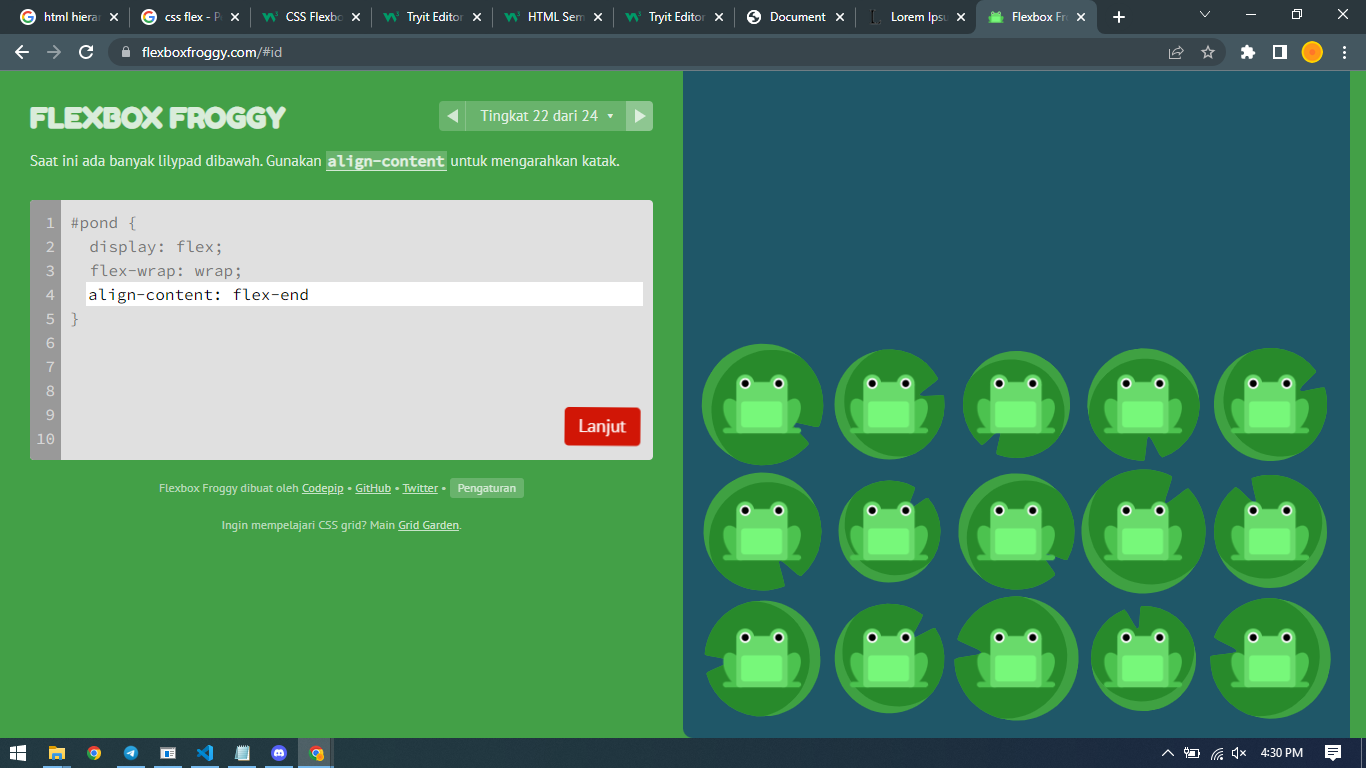 html hierar
css flex - P
CSS Flexbo
Tryit Editor
HTML Sem
Tryit Editor
Document
Lorem Ipsu
Flexbox Fro
flexboxfroggy.com/#id
FLEXBOX FROGGY
Tingkat 22 dari 24
Saat ini ada banyak lilypad dibawah. Gunakan align-content untuk mengarahkan katak.
1 #pond {
2 display: flex;
3 flex-wrap: wrap;
4 align-content: flex-end
5 }
6
7
8
9
10
Lanjut
Flexbox Froggy dibuat oleh Codepip • GitHub • Twitter • Pengaturan
Ingin mempelajari CSS grid? Main Grid Garden.
4:30 PM